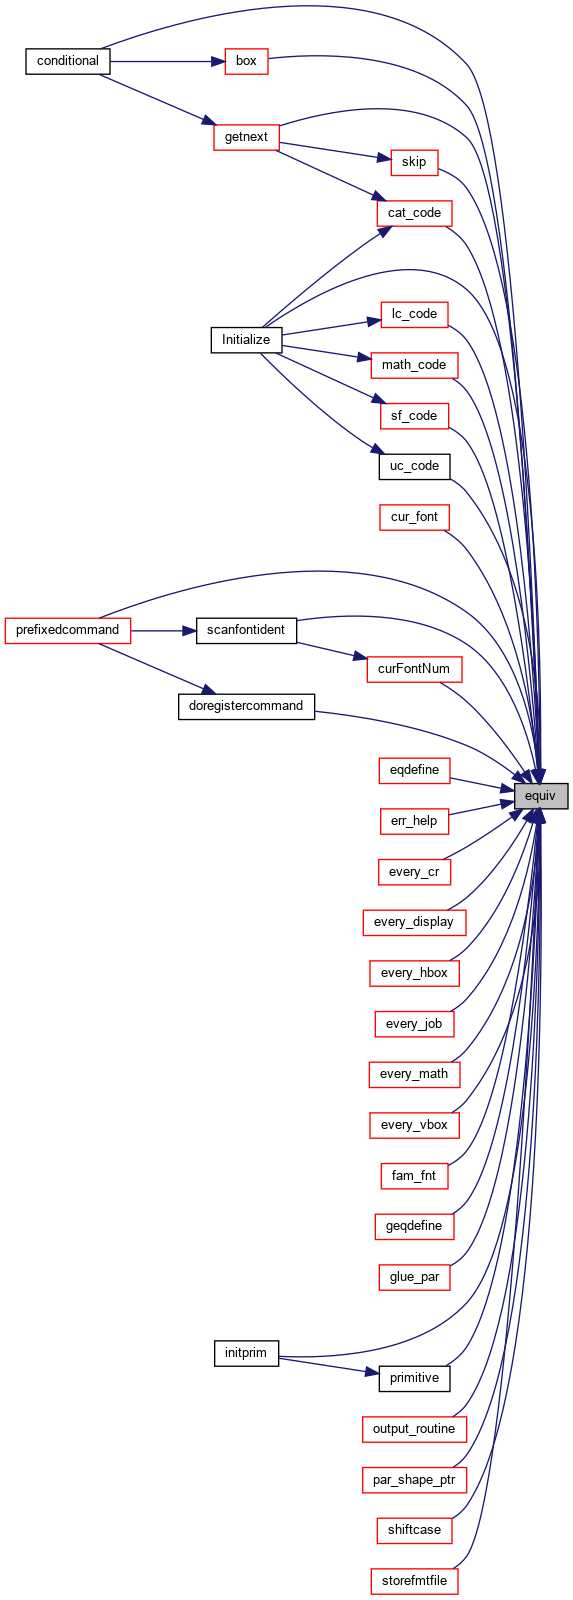 conditional
box
getnext
skip
cat_code
lc_code
Initialize
math_code
sf_code
uc_code
cur_font
prefixedcommand
scanfontident
curFontNum
doregistercommand
eqdefine
equiv
err_help
every_cr
every_display
every_hbox
every_job
every_math
every_vbox
fam_fnt
geqdefine
glue_par
initprim
primitive
output_routine
par_shape_ptr
shiftcase
storefmtfile